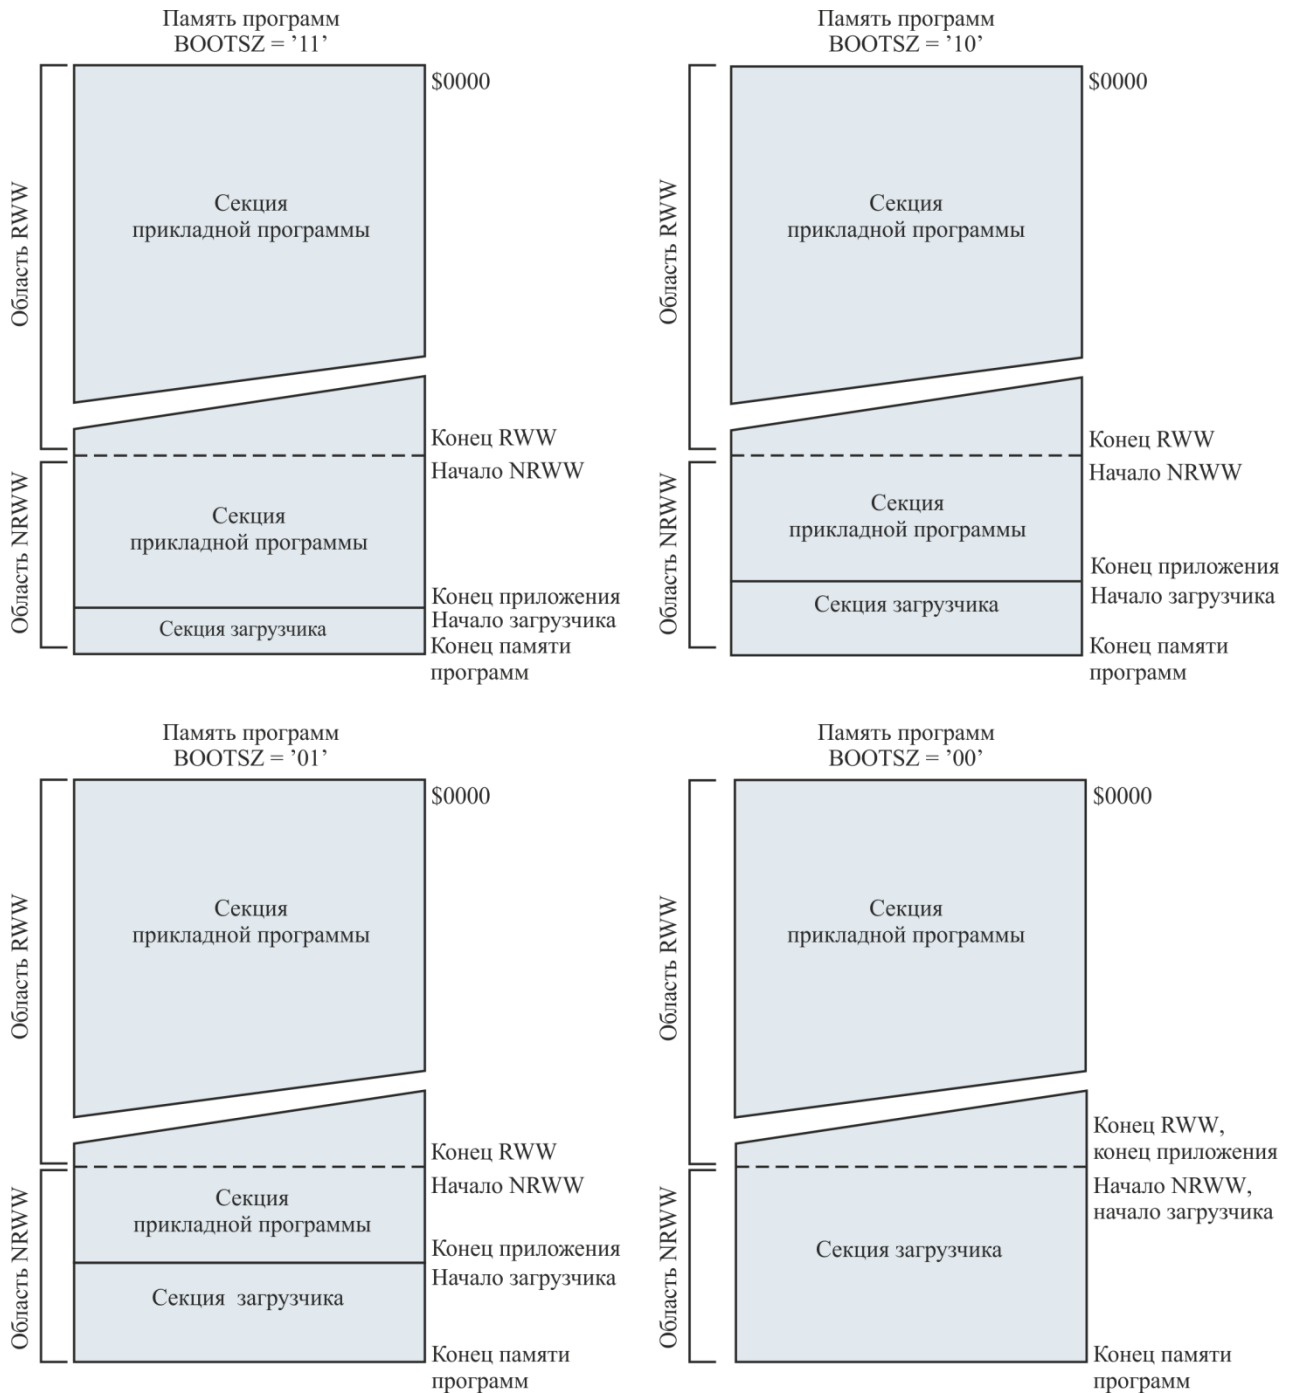 Память программ
BOOTSZ = ’11’
$0000
Область RWW
Секция
прикладной программы
Конец RWW
Начало NRWW
Область NRWW
Секция
прикладной программы
Конец приложения
Начало загрузчика
Секция загрузчика
Конец памяти
программ
Память программ
BOOTSZ = ’10’
$0000
Область RWW
Секция
прикладной программы
Конец RWW
Начало NRWW
Область NRWW
Секция
прикладной программы
Конец приложения
Начало загрузчика
Секция загрузчика
Конец памяти
программ
Память программ
BOOTSZ = ’01’
$0000
Область RWW
Секция
прикладной программы
Конец RWW
Начало NRWW
Область NRWW
Секция
прикладной программы
Конец приложения
Начало загрузчика
Секция загрузчика
Конец памяти
программ
Память программ
BOOTSZ = ’00’
$0000
Область RWW
Секция
прикладной программы
Конец RWW,
конец приложения
Начало NRWW,
начало загрузчика
Область NRWW
Секция загрузчика
Конец памяти
программ